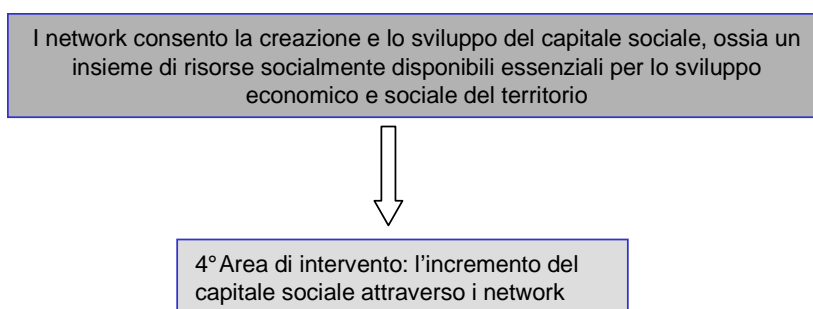 I network consento la creazione e lo sviluppo del capitale sociale, ossia un
insieme di risorse socialmente disponibili essenziali per lo sviluppo
economico e sociale del territorio
4° Area di intervento: l'incremento del
capitale sociale attraverso i network